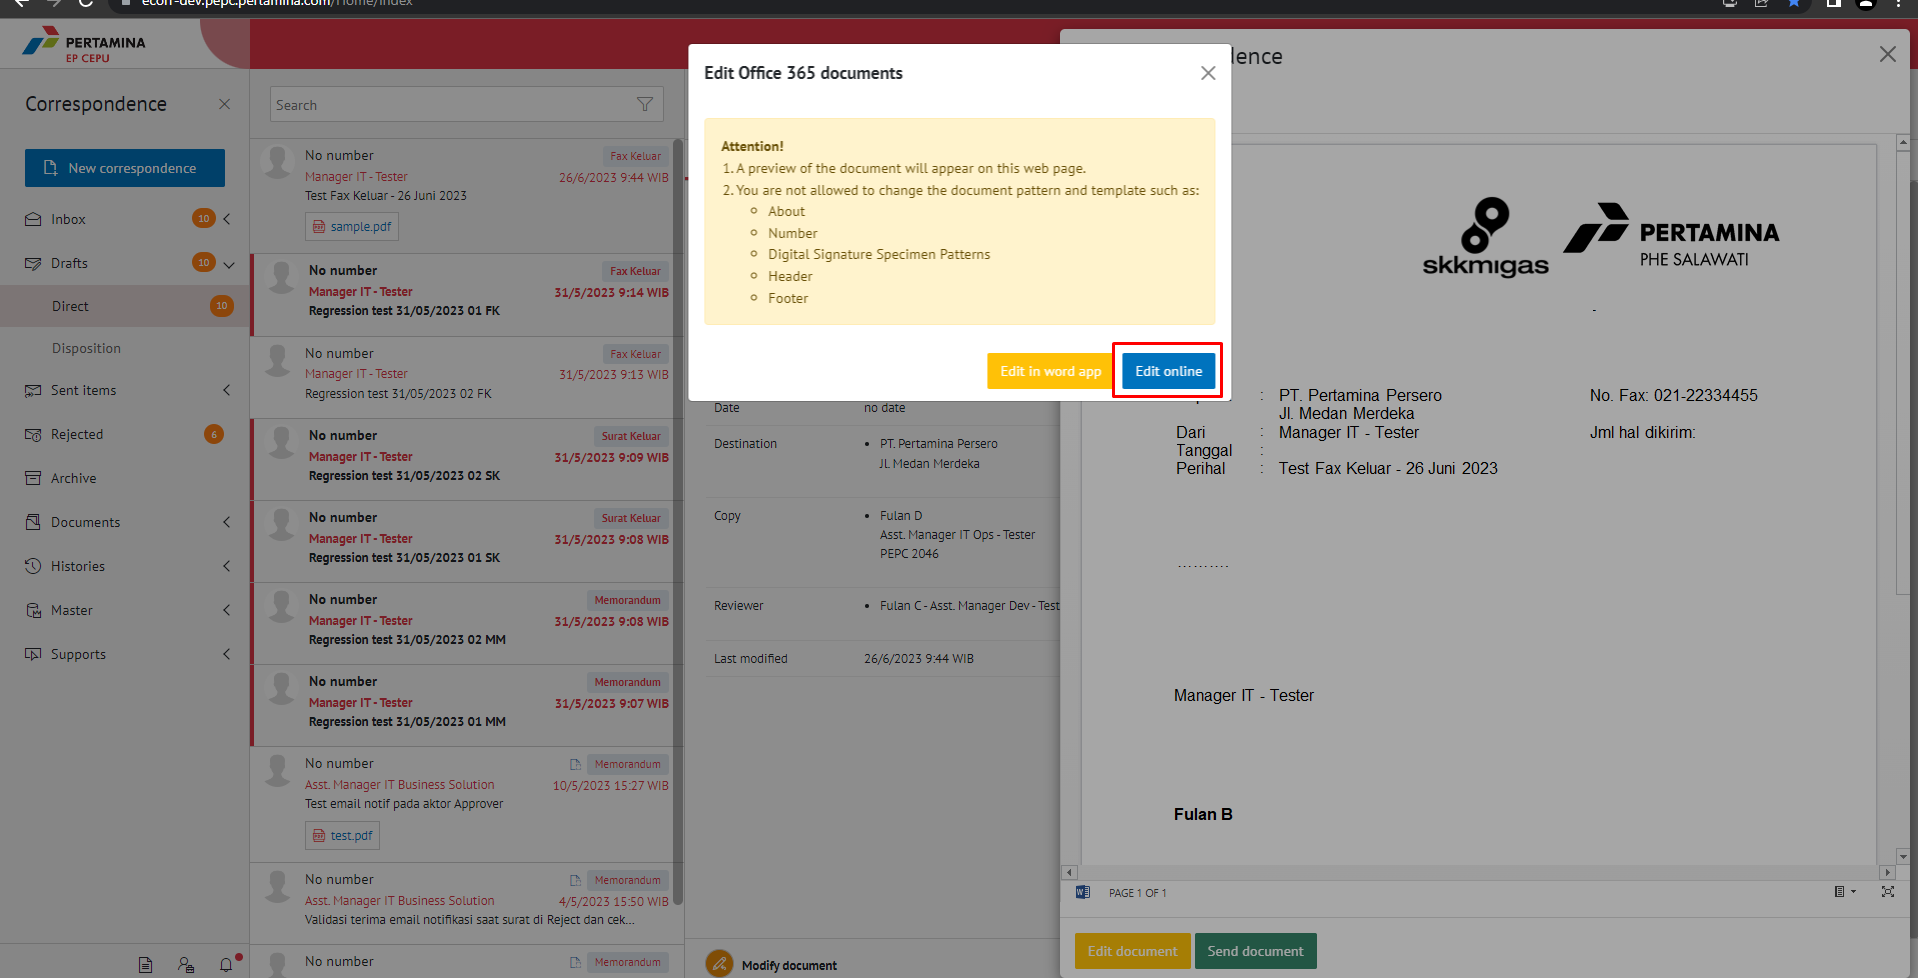 econ-dev.pepc.pertamina.com/Home/Index
PERTAMINA
EP CEPU
Correspondence
New correspondence
Inbox 10
Drafts 10
Direct 10
Disposition
Sent items
Rejected 6
Archive
Documents
Histories
Master
Supports
Search
No number Fax Keluar
Manager IT - Tester 26/6/2023 9:44 WIB
Test Fax Keluar - 26 Juni 2023
sample.pdf
No number Fax Keluar
Manager IT - Tester 31/5/2023 9:14 WIB
Regression test 31/05/2023 01 FK
No number Fax Keluar
Manager IT - Tester 31/5/2023 9:13 WIB
Regression test 31/05/2023 02 FK
No number Surat Keluar
Manager IT - Tester 31/5/2023 9:09 WIB
Regression test 31/05/2023 02 SK
No number Surat Keluar
Manager IT - Tester 31/5/2023 9:08 WIB
Regression test 31/05/2023 01 SK
No number Memorandum
Manager IT - Tester 31/5/2023 9:08 WIB
Regression test 31/05/2023 02 MM
No number Memorandum
Manager IT - Tester 31/5/2023 9:07 WIB
Regression test 31/05/2023 01 MM
No number Memorandum
Asst. Manager IT Business Solution 10/5/2023 15:27 WIB
Test email notif pada aktor Approver
test.pdf
No number Memorandum
Asst. Manager IT Business Solution 4/5/2023 15:50 WIB
Validasi terima email notifikasi saat surat di Reject dan cek...
No number Memorandum
Edit Office 365 documents
Attention!
1. A preview of the document will appear on this web page.
2. You are not allowed to change the document pattern and template such as:
About
Number
Digital Signature Specimen Patterns
Header
Footer
Edit in word app
Edit online
Date no date
Destination • PT. Pertamina Persero
Jl. Medan Merdeka
Copy • Fulan D
Asst. Manager IT Ops - Tester
PEPC 2046
Reviewer • Fulan C - Asst. Manager Dev - Test
Last modified 26/6/2023 9:44 WIB
Modify document
dence
skkmigas
PERTAMINA
PHE SALAWATI
-
: PT. Pertamina Persero No. Fax: 021-22334455
Jl. Medan Merdeka
Dari : Manager IT - Tester Jml hal dikirim:
Tanggal :
Perihal : Test Fax Keluar - 26 Juni 2023
..........
Manager IT - Tester
Fulan B
PAGE 1 OF 1
Edit document
Send document